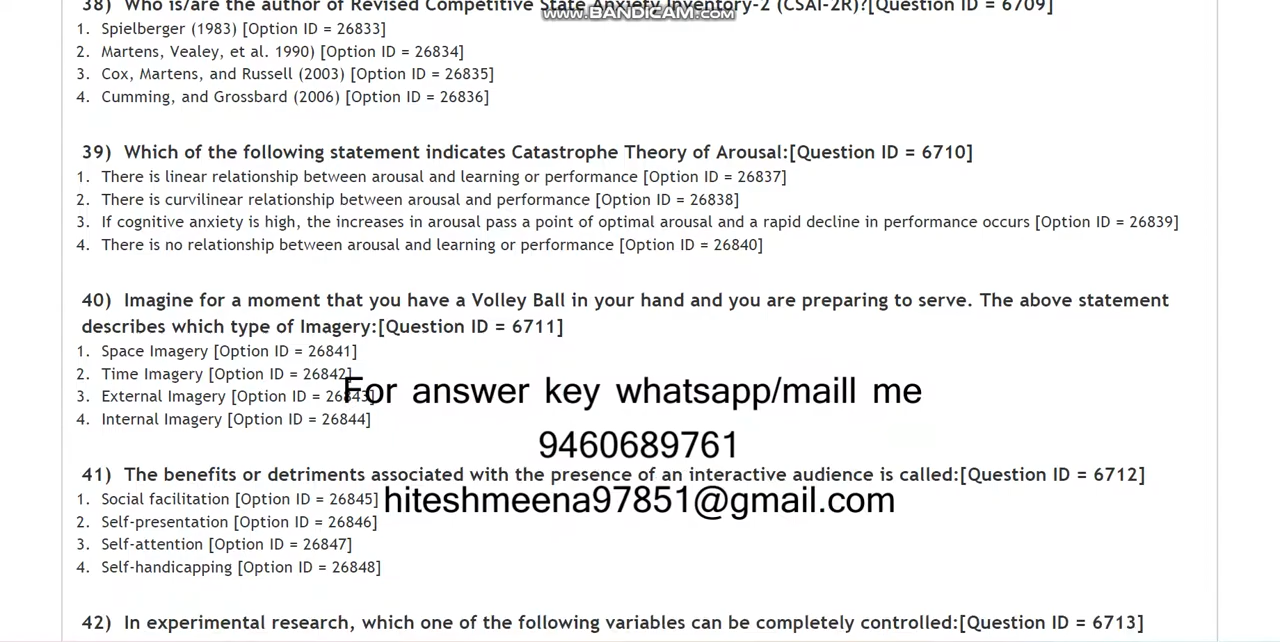 38) Who is/are the author of Revised Competitive State Anxiety Inventory-2 (CSAI-2R)?[Question ID = 6709]
www.BANDICAM.com
1. Spielberger (1983) [Option ID = 26833]
2. Martens, Vealey, et al. 1990) [Option ID = 26834]
3. Cox, Martens, and Russell (2003) [Option ID = 26835]
4. Cumming, and Grossbard (2006) [Option ID = 26836]
39) Which of the following statement indicates Catastrophe Theory of Arousal:[Question ID = 6710]
1. There is linear relationship between arousal and learning or performance [Option ID = 26837]
2. There is curvilinear relationship between arousal and performance [Option ID = 26838]
3. If cognitive anxiety is high, the increases in arousal pass a point of optimal arousal and a rapid decline in performance occurs [Option ID = 26839]
4. There is no relationship between arousal and learning or performance [Option ID = 26840]
40) Imagine for a moment that you have a Volley Ball in your hand and you are preparing to serve. The above statement
describes which type of Imagery:[Question ID = 6711]
1. Space Imagery [Option ID = 26841]
2. Time Imagery [Option ID = 26842]
3. External Imagery [Option ID = 26843]
For answer key whatsapp/maill me
4. Internal Imagery [Option ID = 26844]
9460689761
41) The benefits or detriments associated with the presence of an interactive audience is called:[Question ID = 6712]
1. Social facilitation [Option ID = 26845]
hiteshmeena97851@gmail.com
2. Self-presentation [Option ID = 26846]
3. Self-attention [Option ID = 26847]
4. Self-handicapping [Option ID = 26848]
42) In experimental research, which one of the following variables can be completely controlled:[Question ID = 6713]